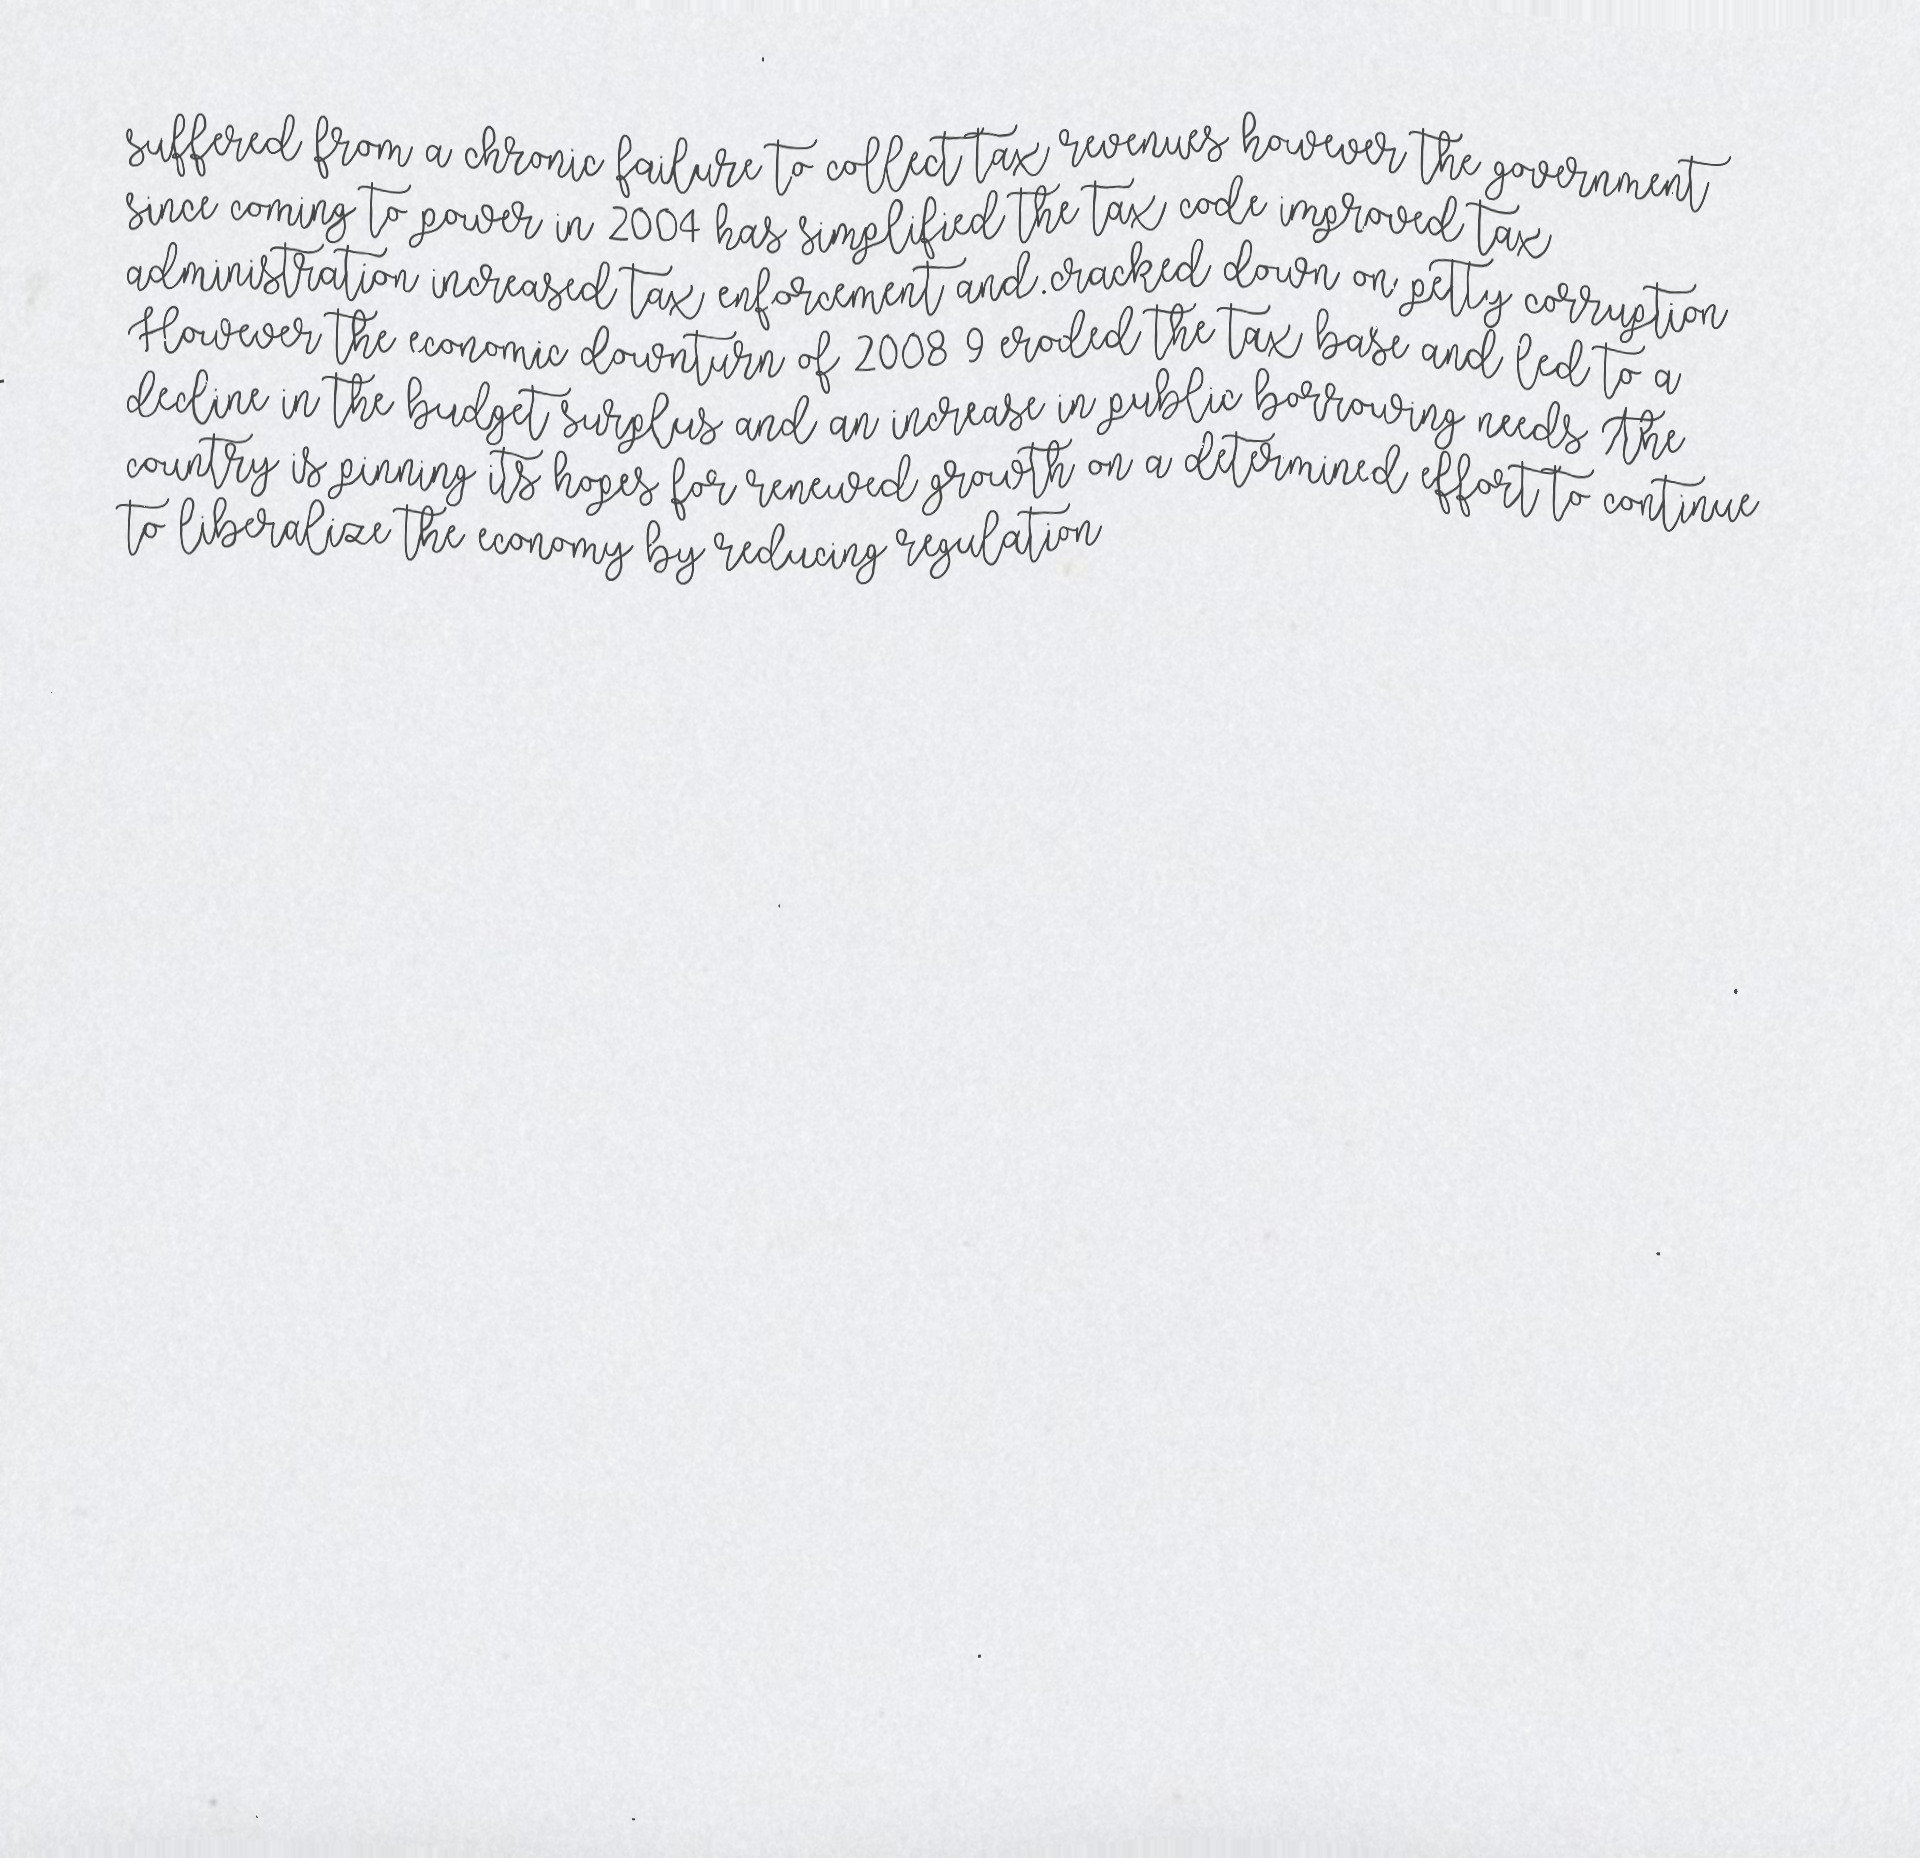 suffered from a chronic failure to collect tax revenues however the government
since coming to power in 2004 has simplified the tax code improved tax
administration increased tax enforcement and cracked down on petty corruption
However the economic downturn of 2008 9 eroded the tax base and led to a
decline in the budget surplus and an increase in public borrowing needs The
country is pinning its hopes for renewed growth on a determined effort to continue
to liberalize the economy by reducing regulation